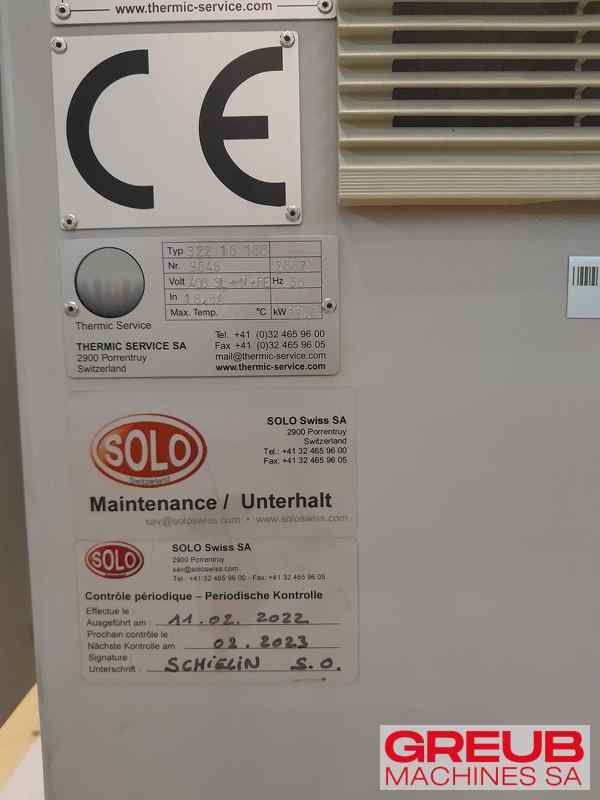 www.thermic-service.com
CE
Typ
Nr. 9648
Volt Hz
In
Max. Temp. °C kW
Thermic Service
THERMIC SERVICE SA
2900 Porrentruy
Switzerland
Tel. +41 (0)32 465 96 00
Fax +41 (0)32 465 96 05
mail@thermic-service.com
www.thermic-service.com
SOLO
Switzerland
SOLO Swiss SA
2900 Porrentruy
Switzerland
Tel.: +41 32 465 96 00
Fax: +41 32 465 96 05
Maintenance / Unterhalt
sav@soloswiss.com • www.soloswiss.com
SOLO
SOLO Swiss SA
2900 Porrentruy
sav@soloswiss.com
Tel. +41 32 465 96 00 - Fax: +41 32 465 96 05
Contrôle périodique – Periodische Kontrolle
Effectue le :
Ausgeführt am : 11.02.2022
Prochain contrôle le
Nächste Kontrolle am 02.2023
Signature :
Unterschrift : SCHIELIN S.O.
GREUB
MACHINES SA